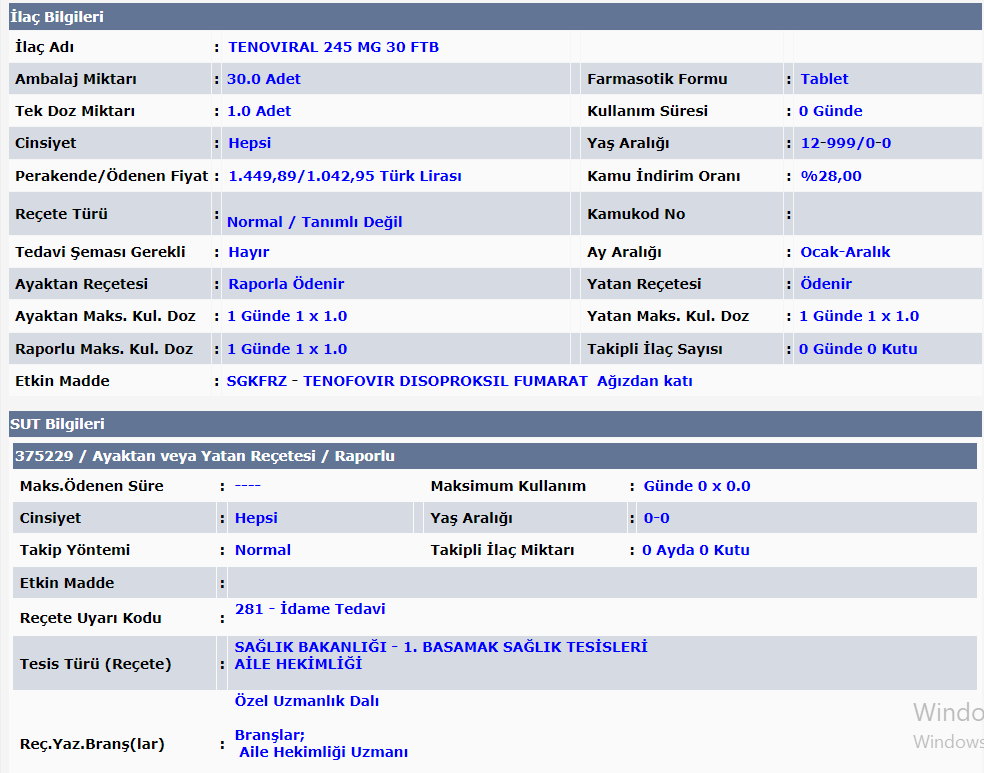 İlaç Bilgileri
İlaç Adı : TENOVIRAL 245 MG 30 FTB
Ambalaj Miktarı : 30.0 Adet Farmasotik Formu : Tablet
Tek Doz Miktarı : 1.0 Adet Kullanım Süresi : 0 Günde
Cinsiyet : Hepsi Yaş Aralığı : 12-999/0-0
Perakende/Ödenen Fiyat : 1.449,89/1.042,95 Türk Lirası Kamu İndirim Oranı : %28,00
Reçete Türü : Normal / Tanımlı Değil Kamukod No :
Tedavi Şeması Gerekli : Hayır Ay Aralığı : Ocak-Aralık
Ayaktan Reçetesi : Raporla Ödenir Yatan Reçetesi : Ödenir
Ayaktan Maks. Kul. Doz : 1 Günde 1 x 1.0 Yatan Maks. Kul. Doz : 1 Günde 1 x 1.0
Raporlu Maks. Kul. Doz : 1 Günde 1 x 1.0 Takipli İlaç Sayısı : 0 Günde 0 Kutu
Etkin Madde : SGKFRZ - TENOFOVIR DISOPROKSIL FUMARAT Ağızdan katı
SUT Bilgileri
375229 / Ayaktan veya Yatan Reçetesi / Raporlu
Maks.Ödenen Süre : ---- Maksimum Kullanım : Günde 0 x 0.0
Cinsiyet : Hepsi Yaş Aralığı : 0-0
Takip Yöntemi : Normal Takipli İlaç Miktarı : 0 Ayda 0 Kutu
Etkin Madde :
Reçete Uyarı Kodu : 281 - İdame Tedavi
Tesis Türü (Reçete) : SAĞLIK BAKANLIĞI - 1. BASAMAK SAĞLIK TESİSLERİ
AİLE HEKİMLİĞİ
Özel Uzmanlık Dalı
Reç.Yaz.Branş(lar) : Branşlar;
Aile Hekimliği Uzmanı
Windo
Windows